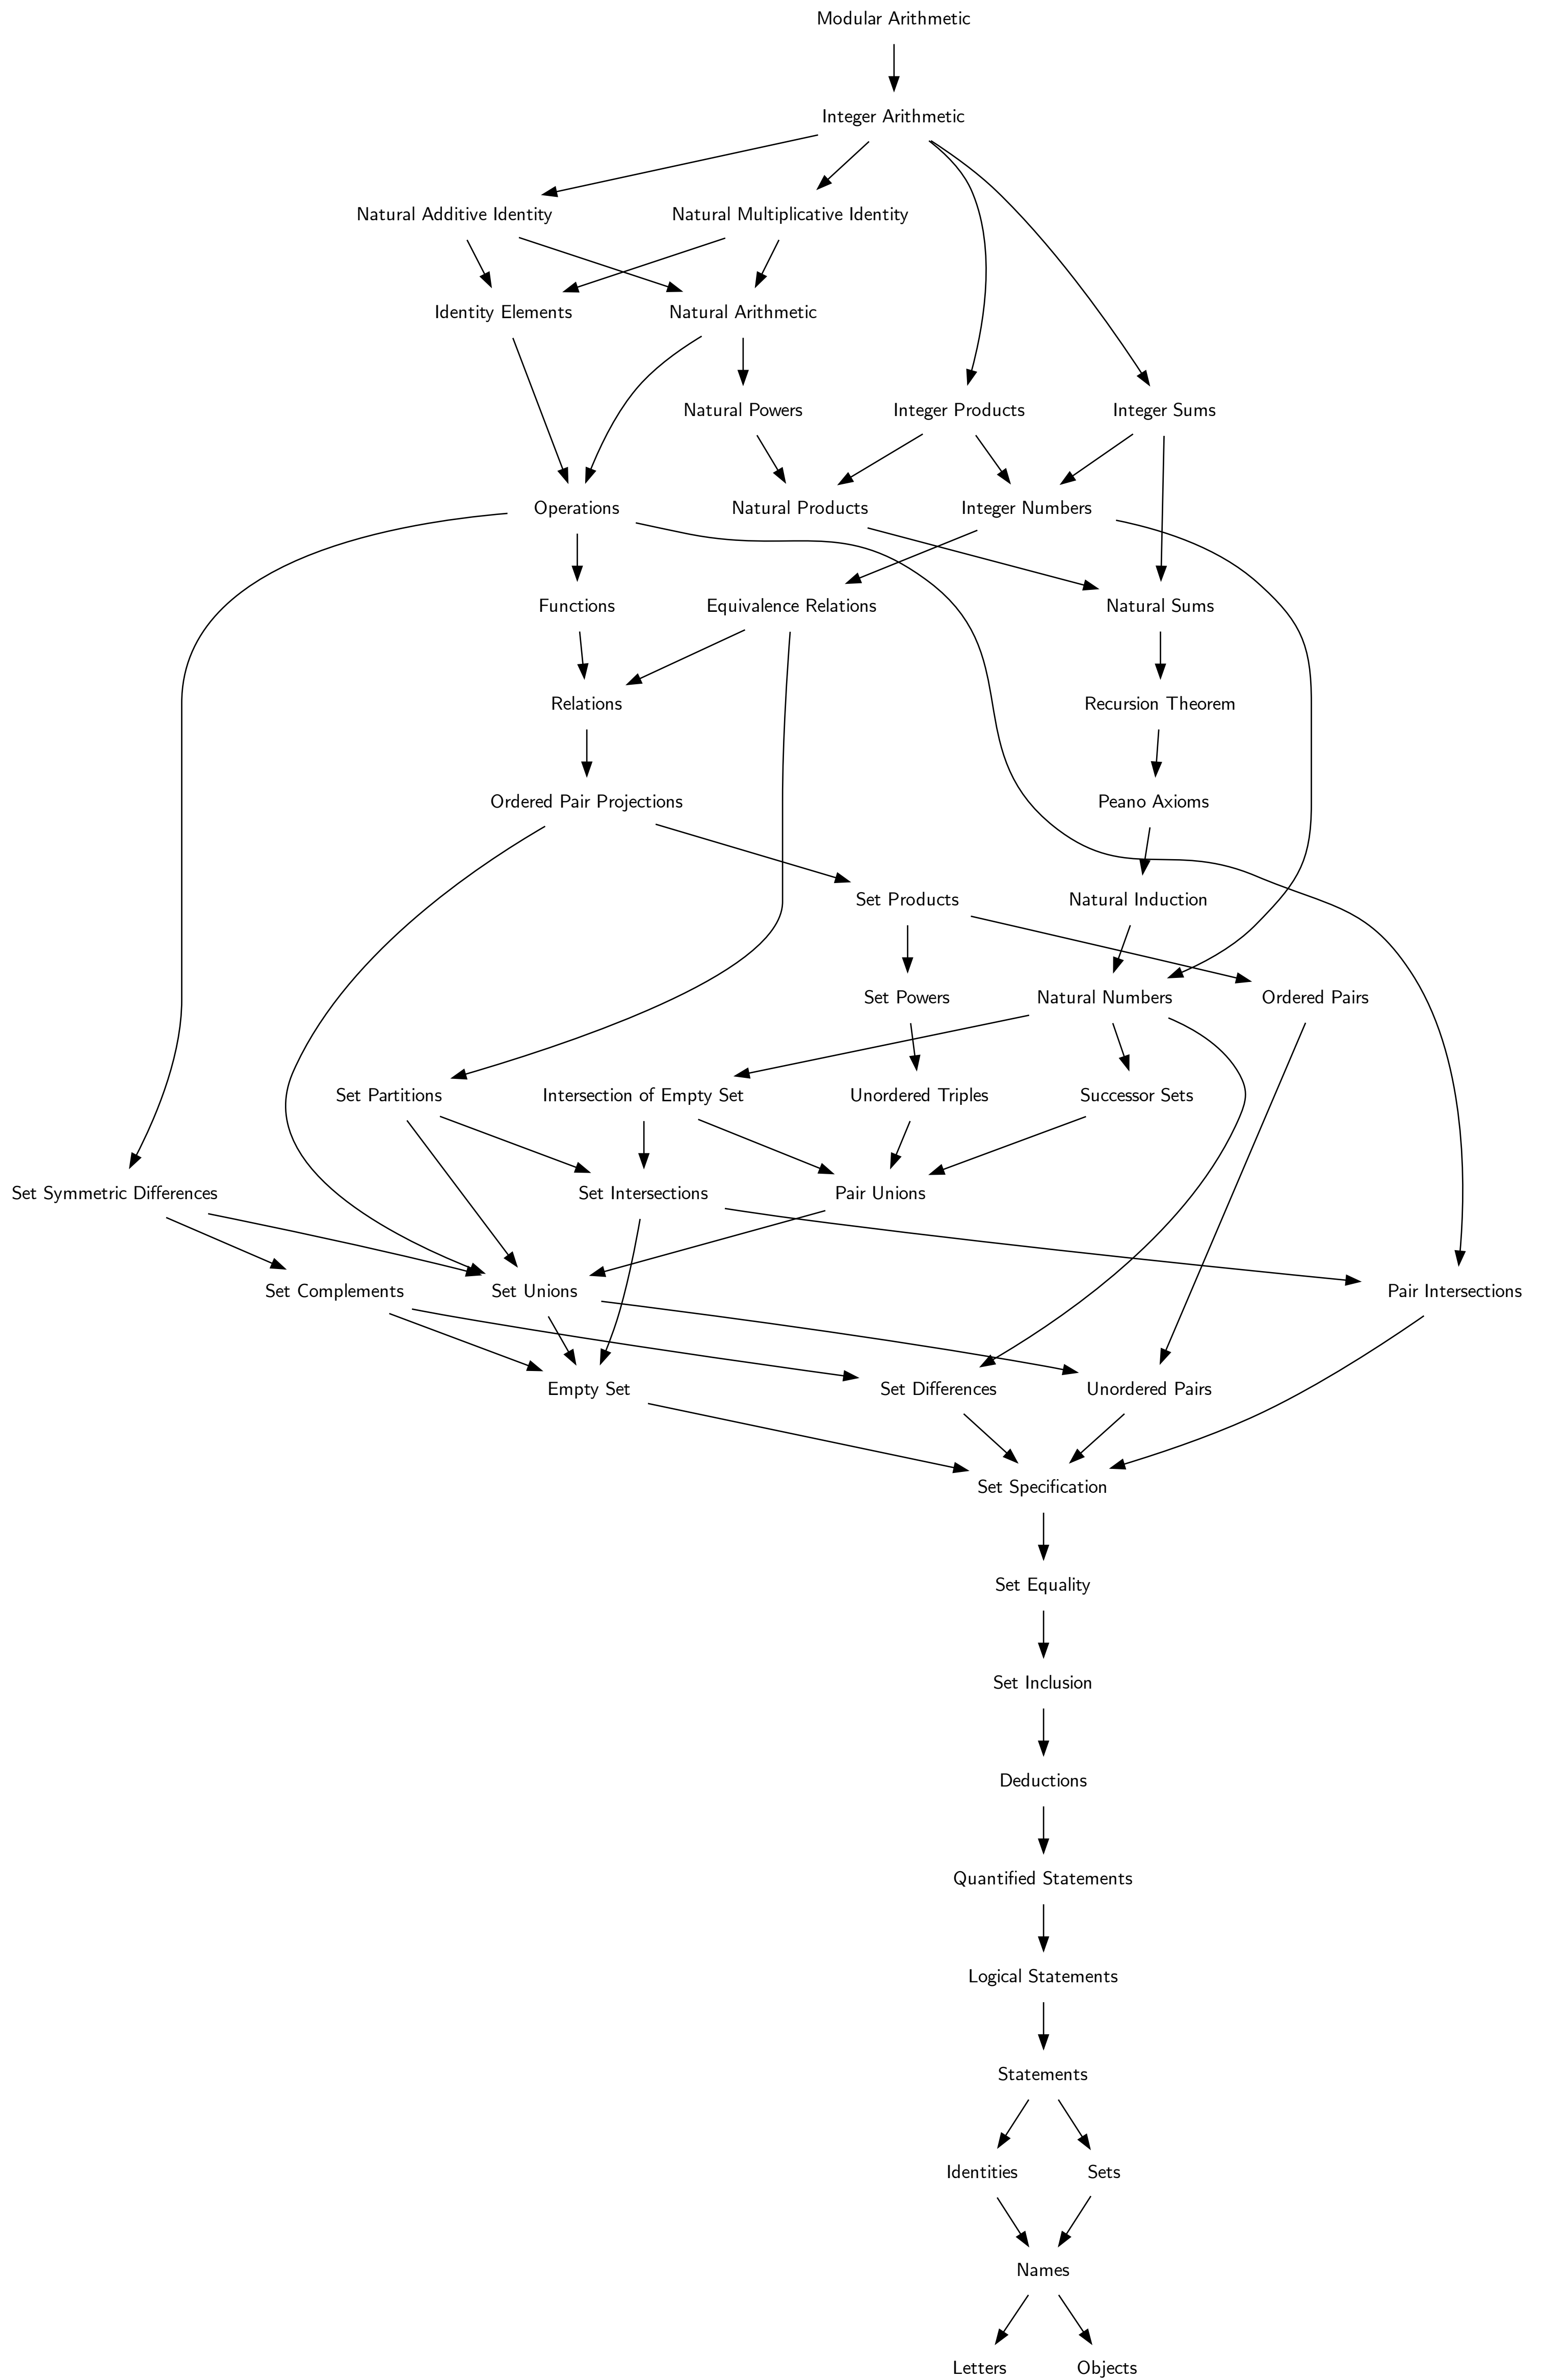 Modular Arithmetic
Integer Arithmetic
Natural Additive Identity
Natural Multiplicative Identity
Identity Elements
Natural Arithmetic
Natural Powers
Integer Products
Integer Sums
Operations
Natural Products
Integer Numbers
Functions
Equivalence Relations
Natural Sums
Relations
Recursion Theorem
Ordered Pair Projections
Peano Axioms
Set Products
Natural Induction
Set Powers
Natural Numbers
Ordered Pairs
Set Partitions
Intersection of Empty Set
Unordered Triples
Successor Sets
Set Symmetric Differences
Set Intersections
Pair Unions
Set Complements
Set Unions
Pair Intersections
Empty Set
Set Differences
Unordered Pairs
Set Specification
Set Equality
Set Inclusion
Deductions
Quantified Statements
Logical Statements
Statements
Identities
Sets
Names
Letters
Objects